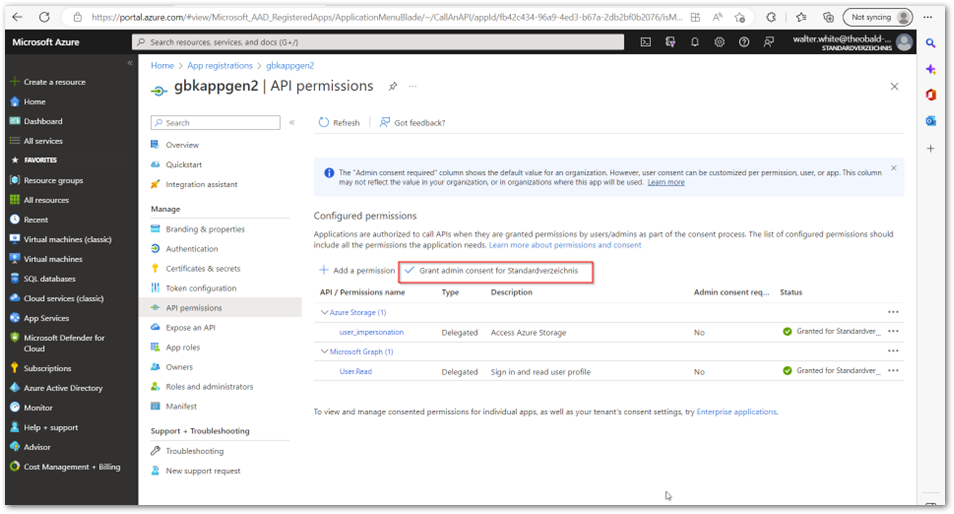 https://portal.azure.com/#view/Microsoft_AAD_RegisteredApps/ApplicationMenuBlade/~/CallAnAPI/appId/fb42c434-96a9-4ed3-b67a-2db2bf0b2076/isM...
Not syncing
Microsoft Azure
Search resources, services, and docs (G+/)
walter.white@theobald-...
STANDARDVERZEICHNIS
Create a resource
Home
Dashboard
All services
FAVORITES
Resource groups
All resources
Recent
Virtual machines (classic)
Virtual machines
SQL databases
Cloud services (classic)
App Services
Microsoft Defender for
Cloud
Subscriptions
Azure Active Directory
Monitor
Help + support
Advisor
Cost Management + Billing
Home > App registrations > gbkappgen2
gbkappgen2 | API permissions
Search
Overview
Quickstart
Integration assistant
Manage
Branding & properties
Authentication
Certificates & secrets
Token configuration
API permissions
Expose an API
App roles
Owners
Roles and administrators
Manifest
Support + Troubleshooting
Troubleshooting
New support request
Refresh
Got feedback?
The "Admin consent required" column shows the default value for an organization. However, user consent can be customized per permission, user, or app. This column
may not reflect the value in your organization, or in organizations where this app will be used. Learn more
Configured permissions
Applications are authorized to call APIs when they are granted permissions by users/admins as part of the consent process. The list of configured permissions should
include all the permissions the application needs. Learn more about permissions and consent
Add a permission
Grant admin consent for Standardverzeichnis
API / Permissions name Type Description Admin consent req... Status
Azure Storage (1)
user_impersonation Delegated Access Azure Storage No Granted for Standardver...
Microsoft Graph (1)
User.Read Delegated Sign in and read user profile No Granted for Standardver...
To view and manage consented permissions for individual apps, as well as your tenant's consent settings, try Enterprise applications.